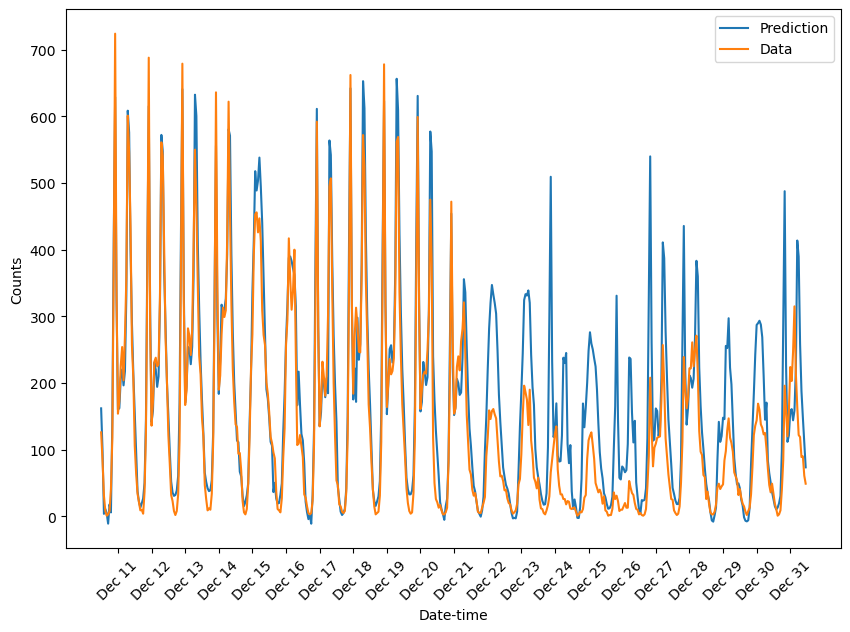 Prediction
Data
700
600
500
400
300
200
100
0
Counts
Dec 11
Dec 12
Dec 13
Dec 14
Dec 15
Dec 16
Dec 17
Dec 18
Dec 19
Dec 20
Dec 21
Dec 22
Dec 23
Dec 24
Dec 25
Dec 26
Dec 27
Dec 28
Dec 29
Dec 30
Dec 31
Date-time